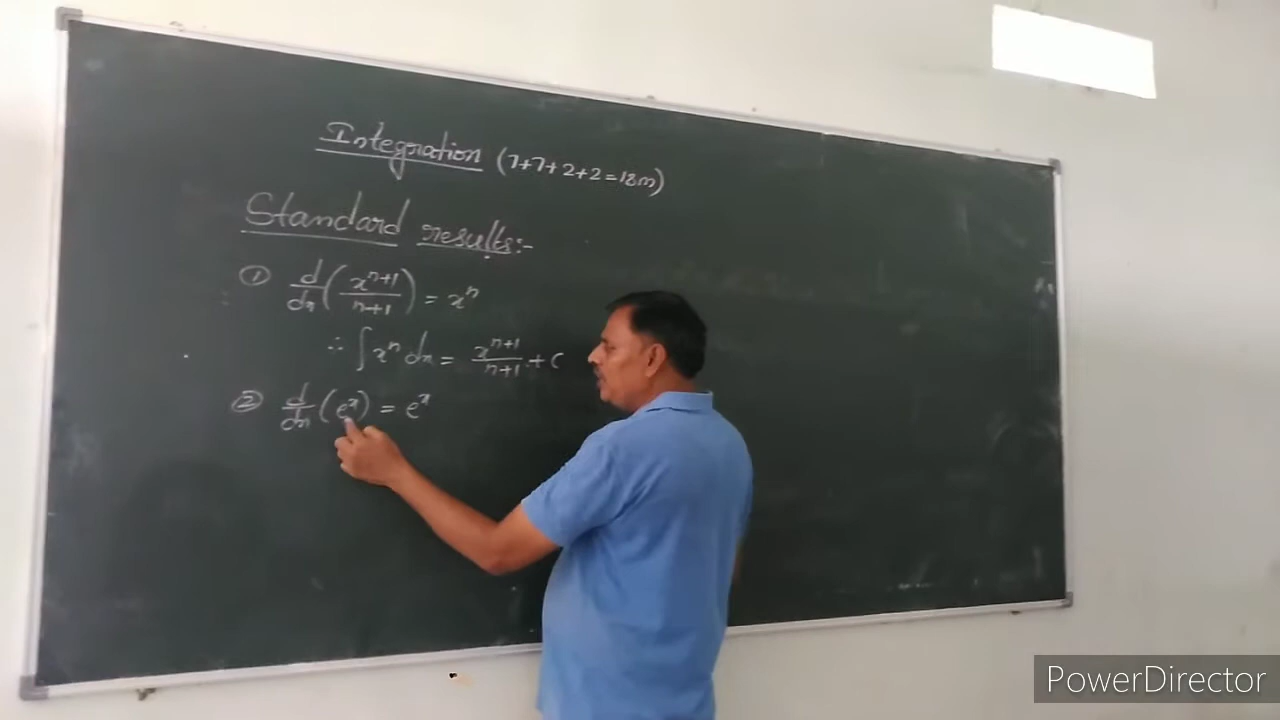 Integration (7+7+2+2=18m)
Standard results:-
① d/dx (x^{n+1}/n+1) = x^n
∴ ∫x^n dx = x^{n+1}/n+1 + C
② d/dx (e^x) = e^x
PowerDirector